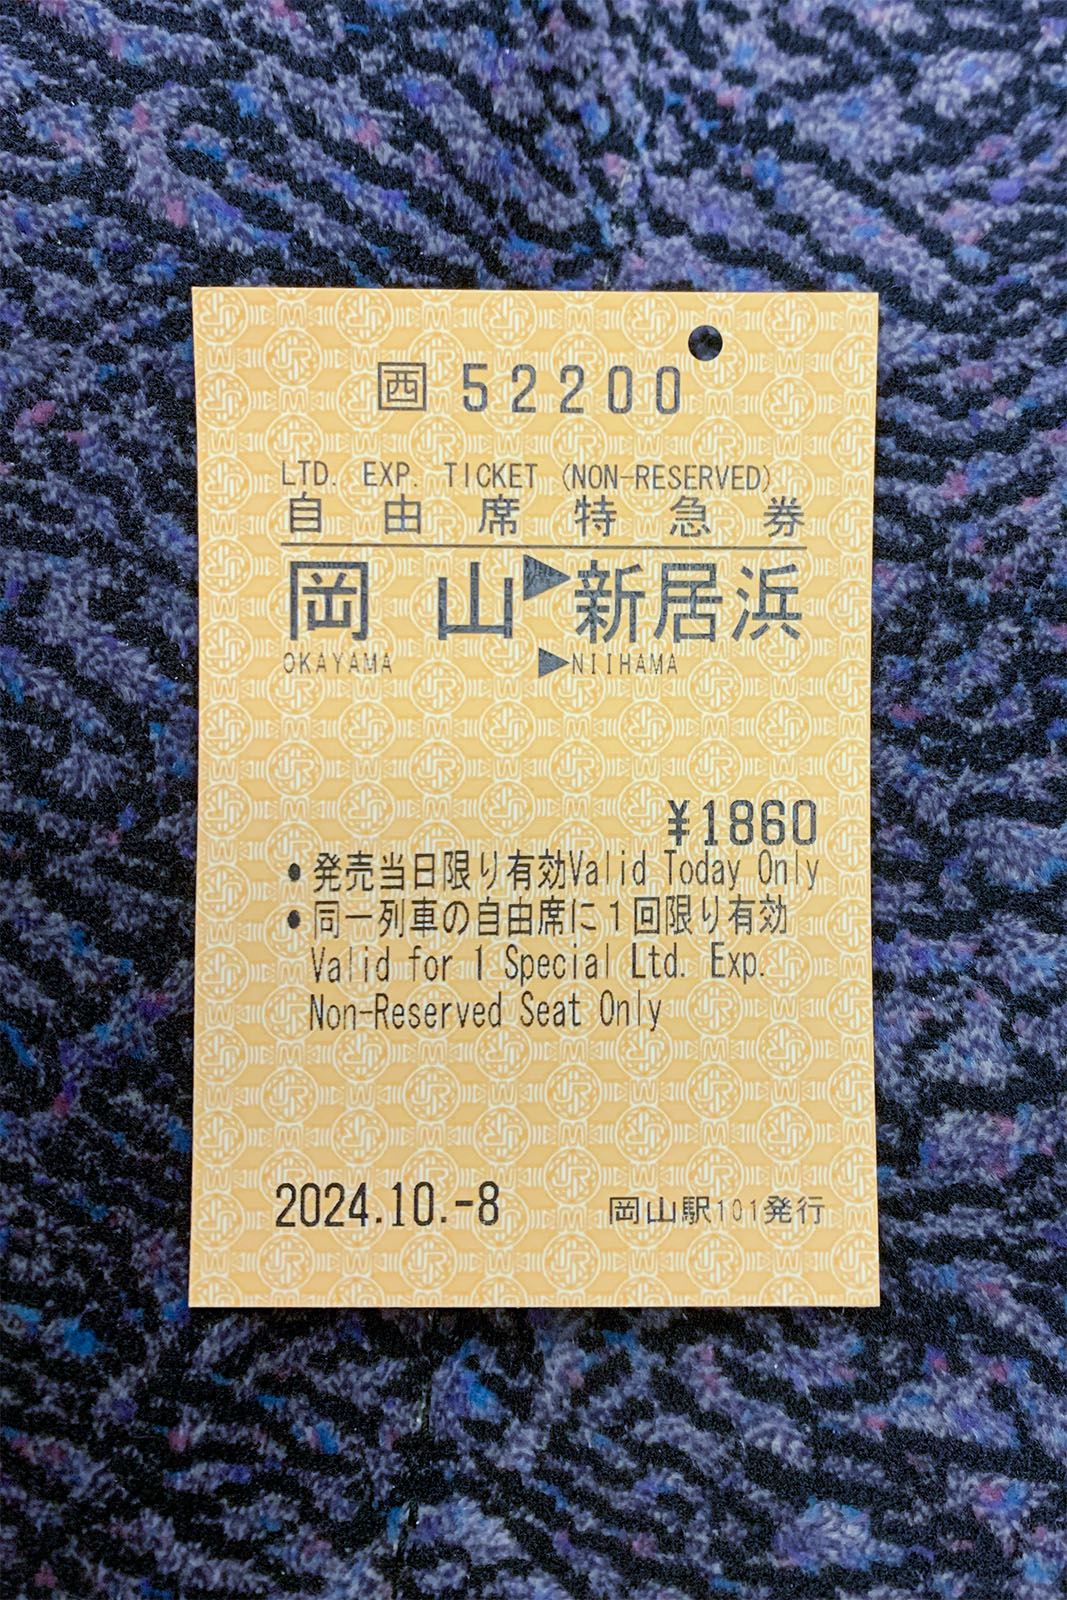 西 52200
LTD. EXP. TICKET (NON-RESERVED)
自由席特急券
岡山▶新居浜
OKAYAMA ▶NIIHAMA
¥1860
●発売当日限り有効Valid Today Only
●同一列車の自由席に1回限り有効
Valid for 1 Special Ltd. Exp.
Non-Reserved Seat Only
2024.10.-8 岡山駅101発行